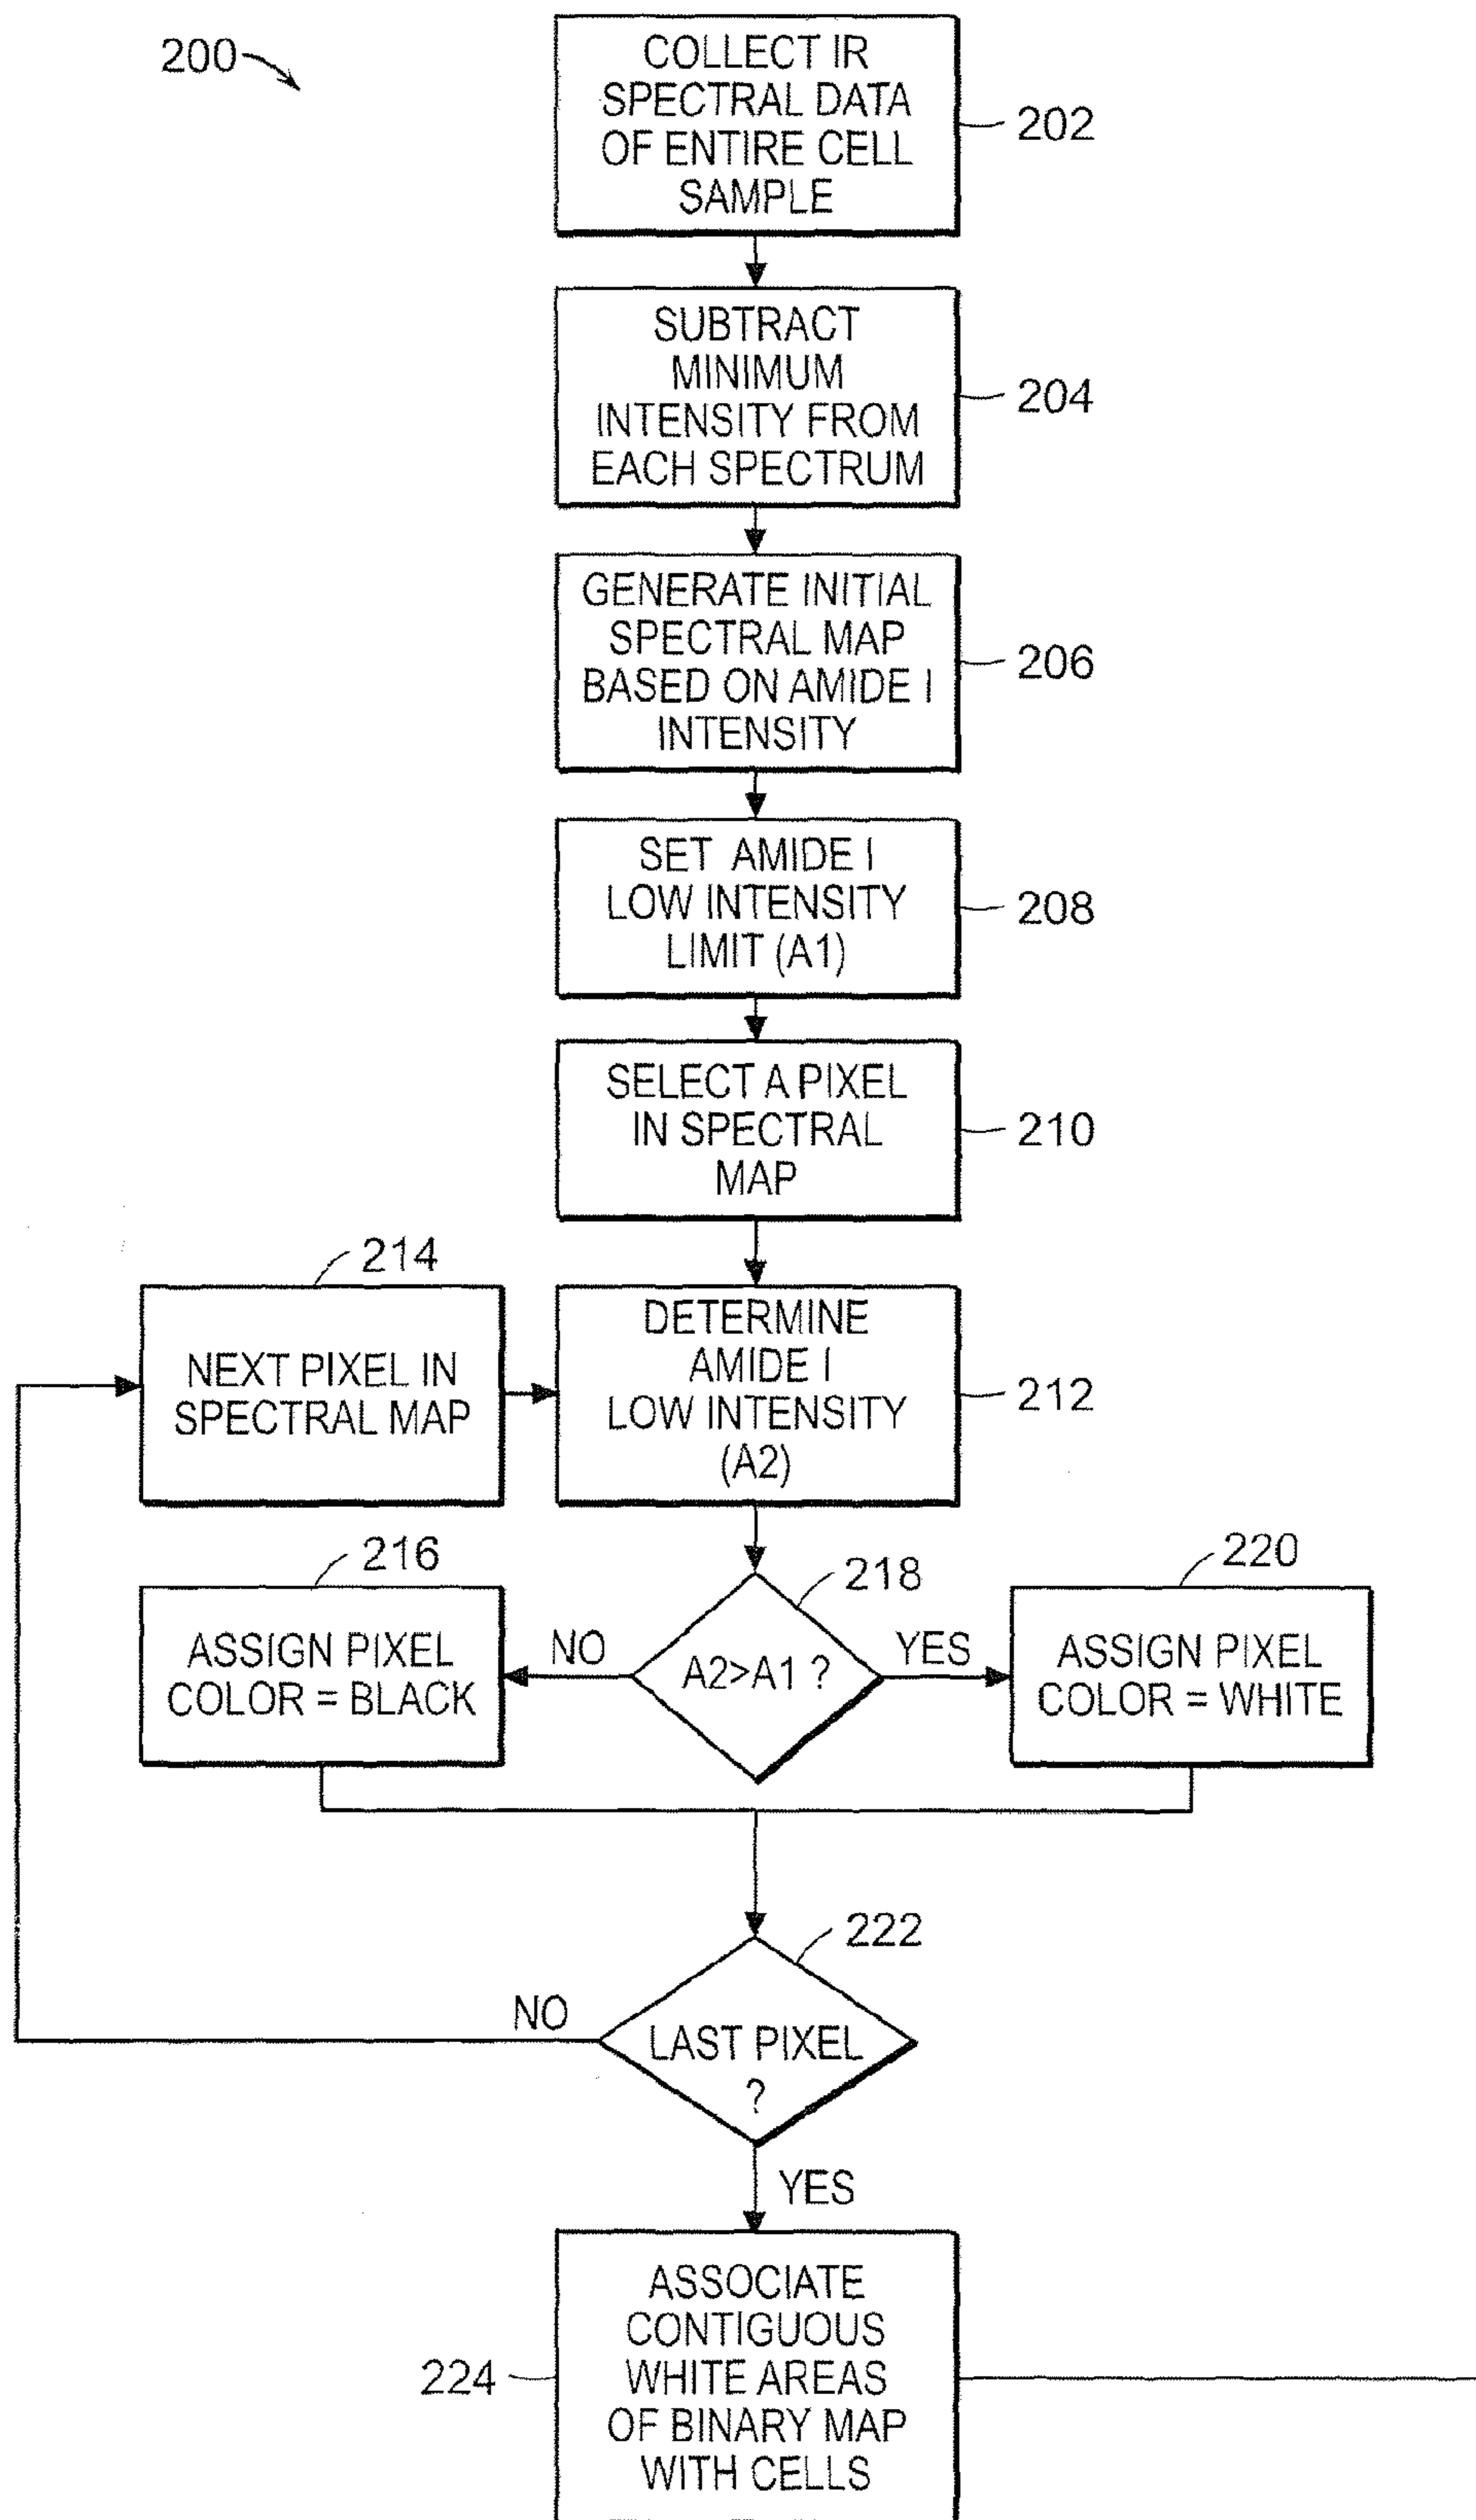 200
COLLECT IR
SPECTRAL DATA
OF ENTIRE CELL
SAMPLE
202
SUBTRACT
MINIMUM
INTENSITY FROM
EACH SPECTRUM
204
GENERATE INITIAL
SPECTRAL MAP
BASED ON AMIDE I
INTENSITY
206
SET AMIDE I
LOW INTENSITY
LIMIT (A1)
208
SELECT A PIXEL
IN SPECTRAL
MAP
210
214
NEXT PIXEL IN
SPECTRAL MAP
DETERMINE
AMIDE I
LOW INTENSITY
(A2)
212
216
ASSIGN PIXEL
COLOR = BLACK
NO
218
A2>A1 ?
YES
220
ASSIGN PIXEL
COLOR = WHITE
222
NO
LAST PIXEL
?
YES
224
ASSOCIATE
CONTIGUOUS
WHITE AREAS
OF BINARY MAP
WITH CELLS